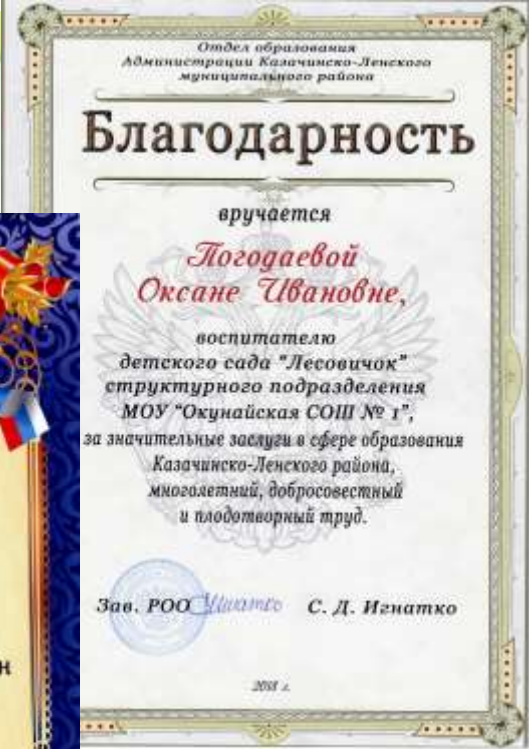 Отдел образования
Администрации Казачинско-Ленского
муниципального района
Благодарность
вручается
Погодаевой
Оксане Ивановне,
воспитателю
детского сада "Лесовичок"
структурного подразделения
МОУ "Окунайская СОШ № 1",
за значительные заслуги в сфере образования
Казачинско-Ленского района,
многолетний, добросовестный
и плодотворный труд.
Зав. РОО Игнатко С. Д. Игнатко
2018 г.
н